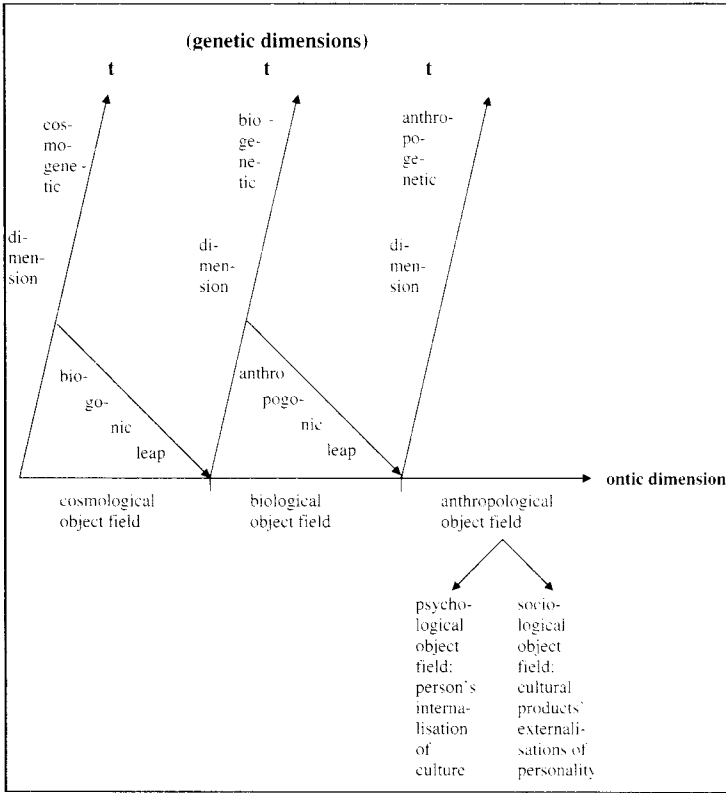 (genetic dimensions)
t
t
t
cos-
mo-
gene-
tic
di-
men-
sion
bio-
ge-
ne-
tic
di-
men-
sion
anthro-
po-
ge-
netic
di-
men-
sion
bio-
go-
nic
leap
anthro
pogo-
nic
leap
ontic dimension
cosmological
object field
biological
object field
anthropological
object field
psycho-
logical
object
field:
person's
interna-
lisation
of
culture
socio-
logical
object
field:
cultural
products'
externali-
sations of
personality